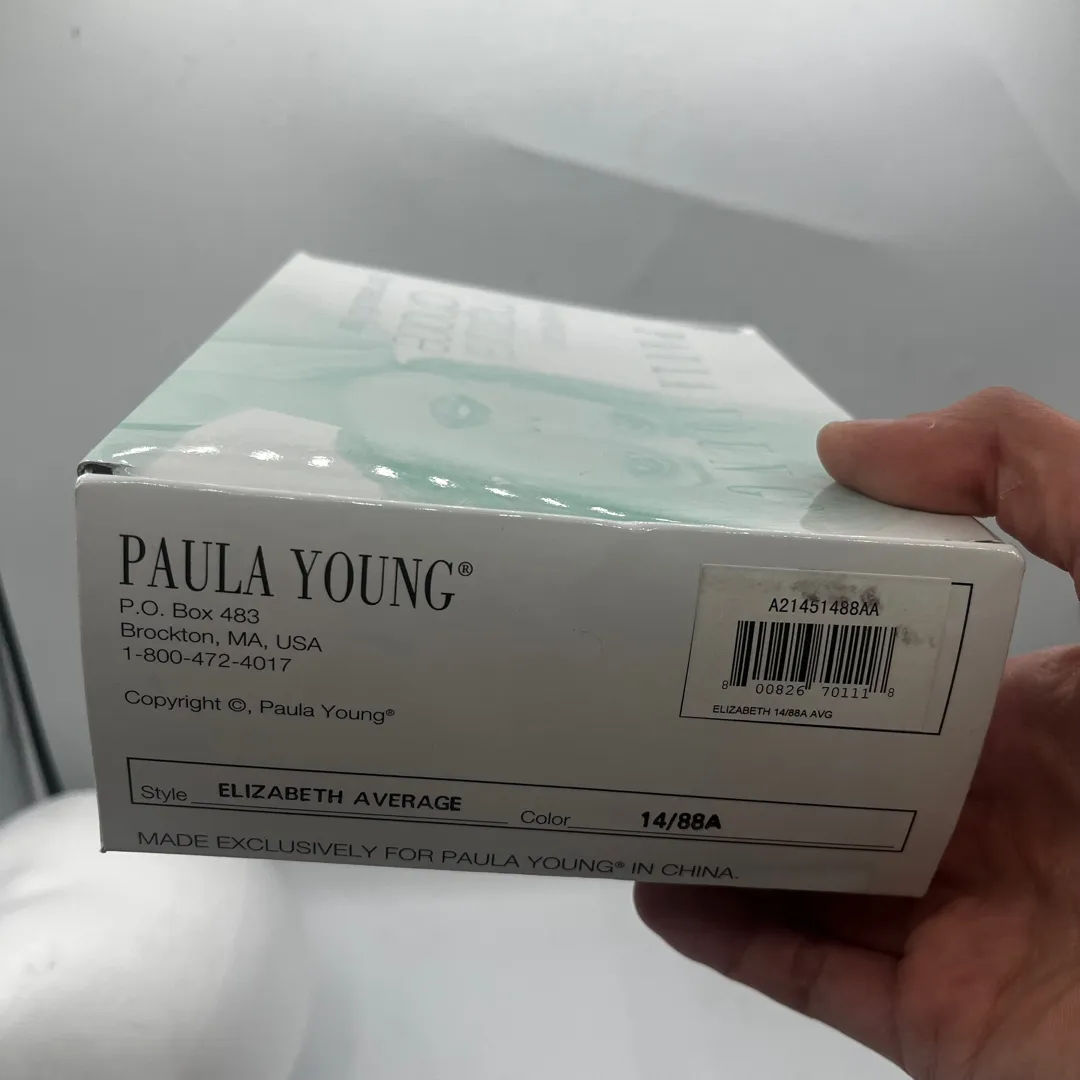 PAULA YOUNG®
P.O. Box 483
Brockton, MA, USA
1-800-472-4017
Copyright ©, Paula Young®
A21451488AA
8 00826 70111 8
ELIZABETH 14/88A AVG
Style ELIZABETH AVERAGE Color 14/88A
MADE EXCLUSIVELY FOR PAULA YOUNG® IN CHINA.